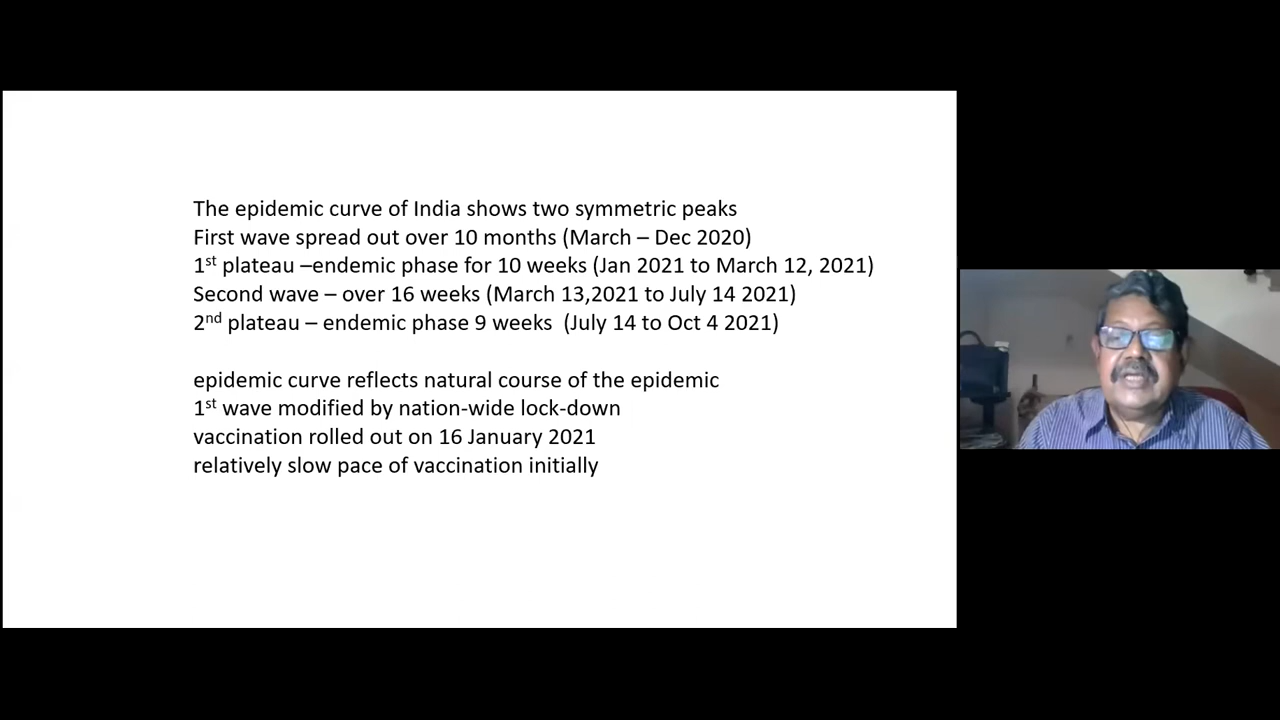 The epidemic curve of India shows two symmetric peaks
First wave spread out over 10 months (March – Dec 2020)
1st plateau –endemic phase for 10 weeks (Jan 2021 to March 12, 2021)
Second wave – over 16 weeks (March 13,2021 to July 14 2021)
2nd plateau – endemic phase 9 weeks  (July 14 to Oct 4 2021)
epidemic curve reflects natural course of the epidemic
1st wave modified by nation-wide lock-down
vaccination rolled out on 16 January 2021
relatively slow pace of vaccination initially